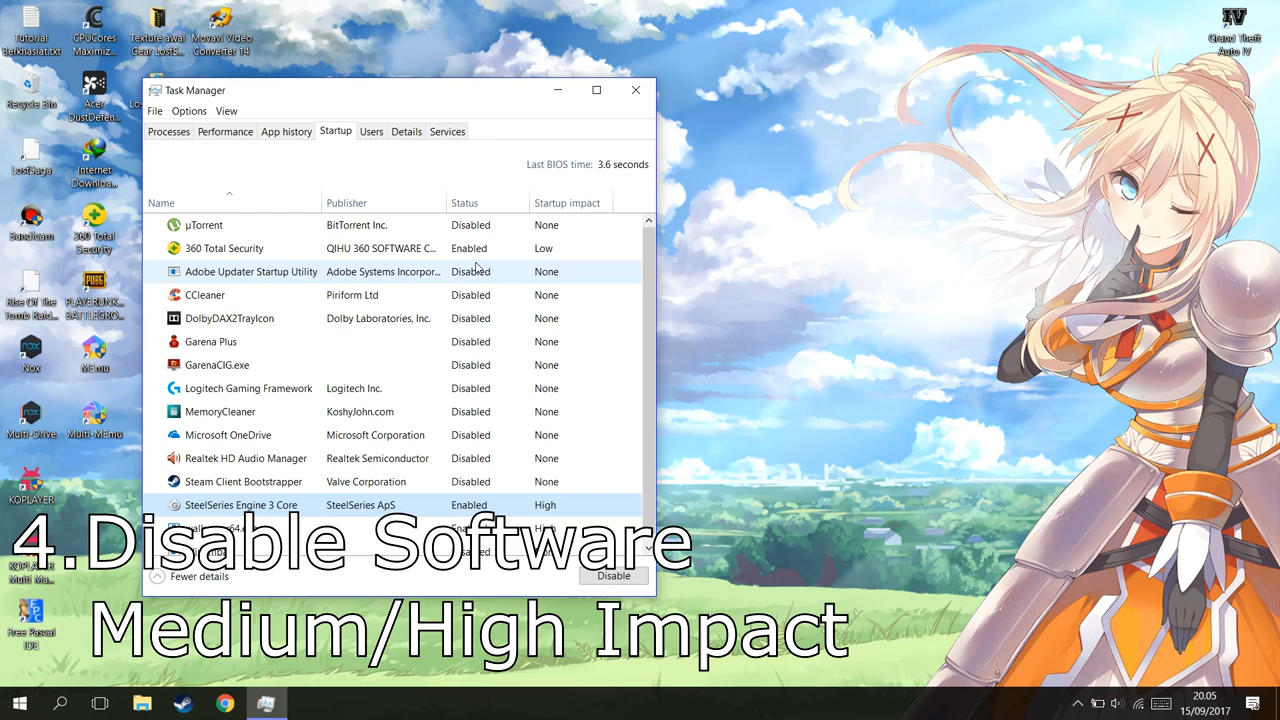 Tutorial
Berkhasiat.txt
CPUCores
Maximiz...
Texture awal
Gear LostS...
Movavi Video
Converter 14
Grand Theft
Auto IV
Recycle Bin
Acer
DustDefen...
LostSaga
Internet
Downloa...
Bandicam
360 Total
Security
Rise Of The
Tomb Raid...
PLAYERUNK...
BATTLEGRO...
Nox
MEmu
Multi-Drive
Multi-MEmu
KOPLAYER
KOPLAYER
Multi Ma...
Free Pascal
IDE
Task Manager
File Options View
Processes Performance App history Startup Users Details Services
Last BIOS time: 3.6 seconds
Name Publisher Status Startup impact
µTorrent BitTorrent Inc. Disabled None
360 Total Security QIHU 360 SOFTWARE C... Enabled Low
Adobe Updater Startup Utility Adobe Systems Incorpor... Disabled None
CCleaner Piriform Ltd Disabled None
DolbyDAX2TrayIcon Dolby Laboratories, Inc. Disabled None
Garena Plus Disabled None
GarenaCIG.exe Disabled None
Logitech Gaming Framework Logitech Inc. Disabled None
MemoryCleaner KoshyJohn.com Disabled None
Microsoft OneDrive Microsoft Corporation Disabled None
Realtek HD Audio Manager Realtek Semiconductor Disabled None
Steam Client Bootstrapper Valve Corporation Disabled None
SteelSeries Engine 3 Core SteelSeries ApS Enabled High
4.Disable Software
Medium/High Impact
Fewer details Disable
20.05
15/09/2017